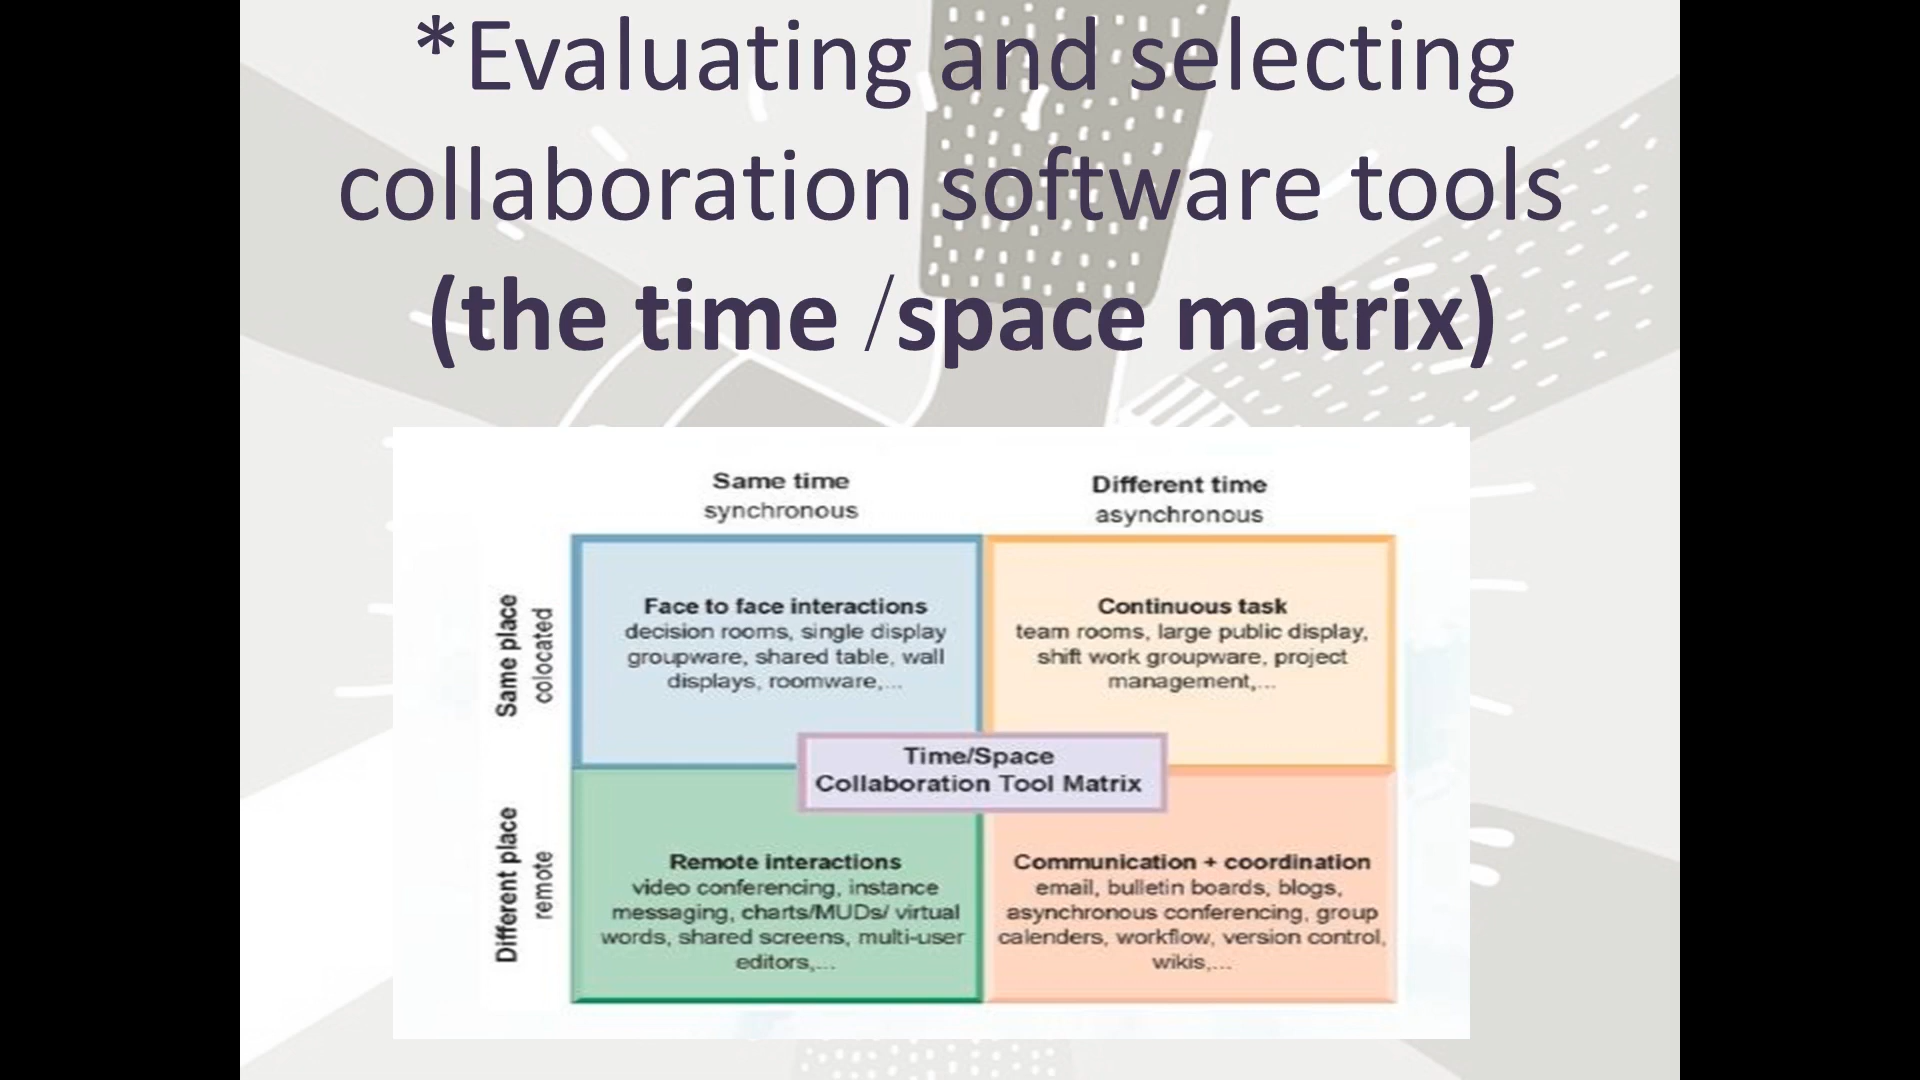 *Evaluating and selecting
collaboration software tools
(the time /space matrix)
Same time
synchronous
Different time
asynchronous
Same place
colocated
Face to face interactions
decision rooms, single display
groupware, shared table, wall
displays, roomware,...
Continuous task
team rooms, large public display,
shift work groupware, project
management,...
Time/Space
Collaboration Tool Matrix
Different place
remote
Remote interactions
video conferencing, instance
messaging, charts/MUDs/ virtual
words, shared screens, multi-user
editors,...
Communication + coordination
email, bulletin boards, blogs,
asynchronous conferencing, group
calenders, workflow, version control,
wikis,...